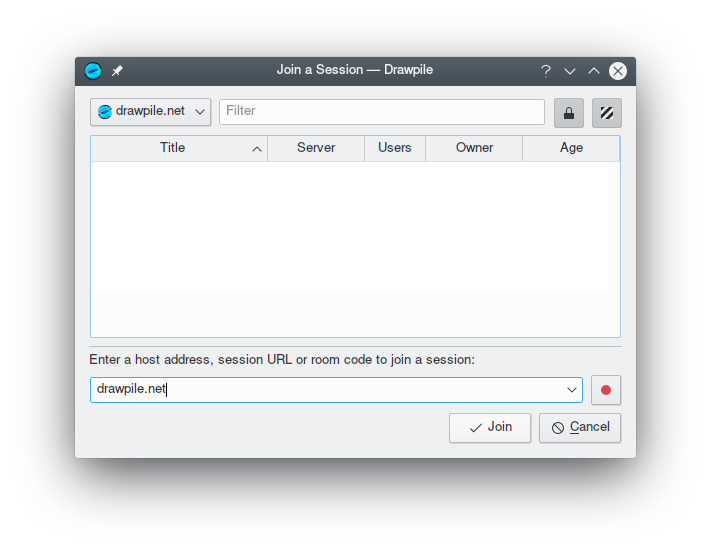 Join a Session — Drawpile
drawpile.net Filter
Title Server Users Owner Age
Enter a host address, session URL or room code to join a session:
drawpile.net
Join Cancel